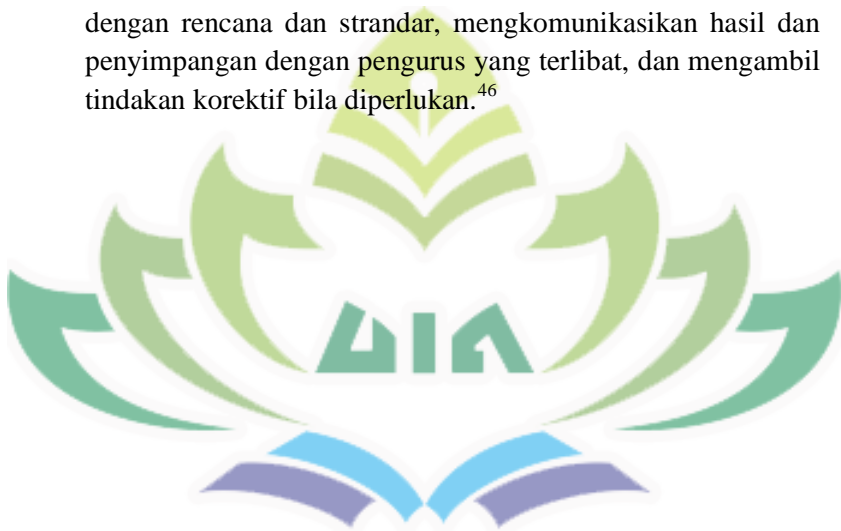 dengan rencana dan strandar, mengkomunikasikan hasil dan
penyimpangan dengan pengurus yang terlibat, dan mengambil
tindakan korektif bila diperlukan.46
UIN